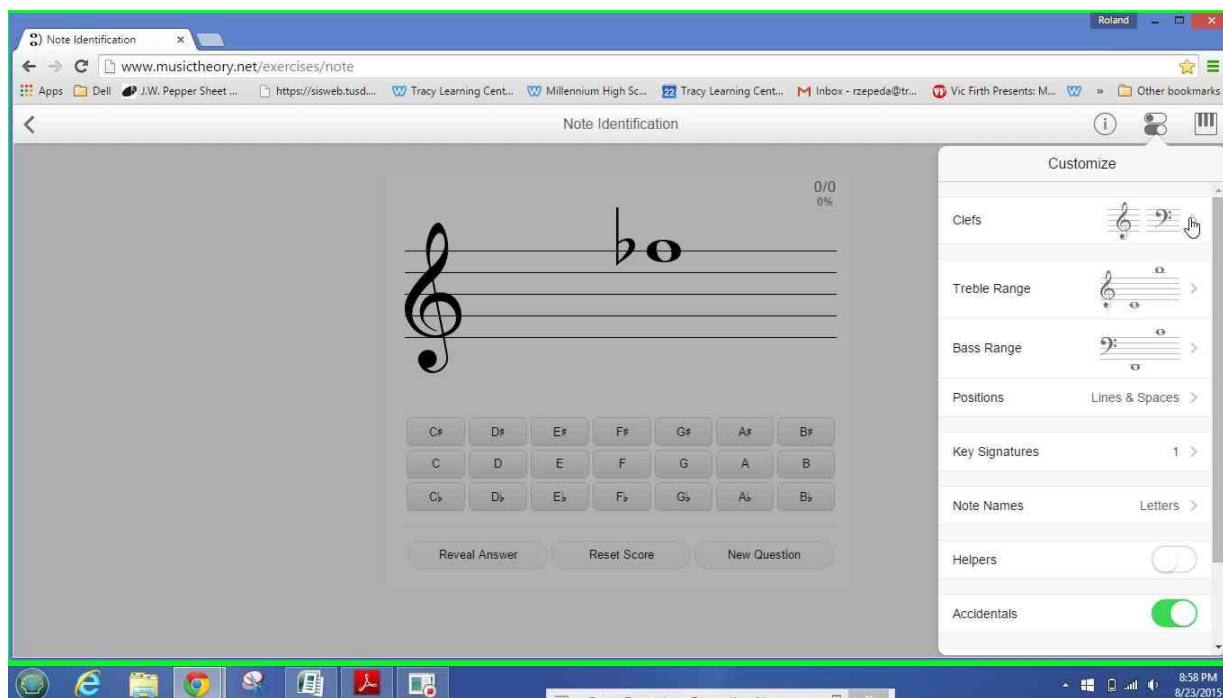 Roland
Note Identification
www.musictheory.net/exercises/note
Apps Dell J.W. Pepper Sheet ... https://sisweb.tusd.... Tracy Learning Cent... Millennium High Sc... 22 Tracy Learning Cent... Inbox - rzepeda@tr... Vic Firth Presents: M... » Other bookmarks
Note Identification
Customize
0/0
0%
Clefs
Treble Range
Bass Range
Positions Lines & Spaces
Key Signatures 1
Note Names Letters
Helpers
Accidentals
C♯ D♯ E♯ F♯ G♯ A♯ B♯
C D E F G A B
C♭ D♭ E♭ F♭ G♭ A♭ B♭
Reveal Answer Reset Score New Question
8:58 PM
8/23/2015